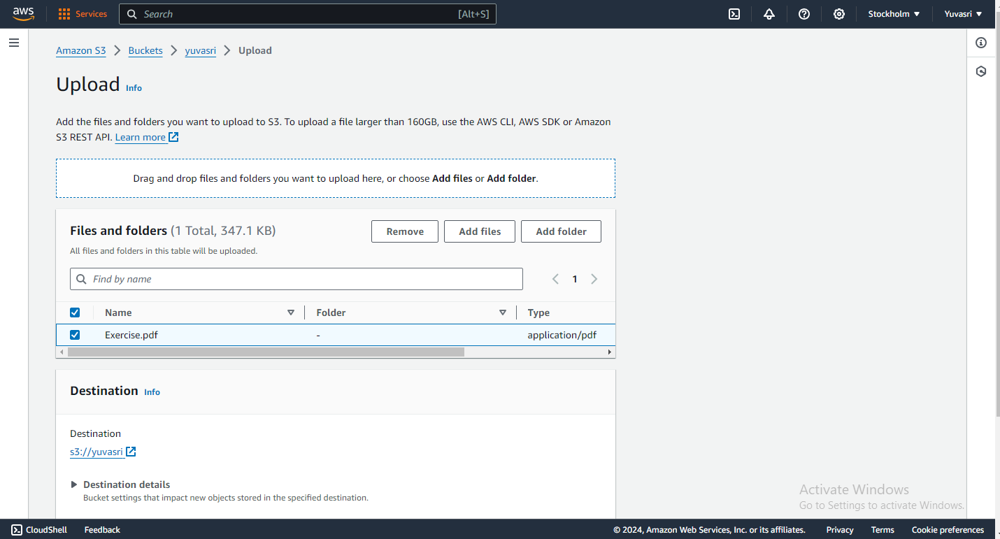 aws
Services
Search
[Alt+S]
Stockholm
Yuvasri
Amazon S3
Buckets
yuvasri
Upload
Upload Info
Add the files and folders you want to upload to S3. To upload a file larger than 160GB, use the AWS CLI, AWS SDK or Amazon
S3 REST API. Learn more
Drag and drop files and folders you want to upload here, or choose Add files or Add folder.
Files and folders (1 Total, 347.1 KB)
Remove
Add files
Add folder
All files and folders in this table will be uploaded.
Find by name
1
Name
Folder
Type
Exercise.pdf
-
application/pdf
Destination Info
Destination
s3://yuvasri
Destination details
Bucket settings that impact new objects stored in the specified destination.
Activate Windows
Go to Settings to activate Windows.
CloudShell
Feedback
© 2024, Amazon Web Services, Inc. or its affiliates.
Privacy
Terms
Cookie preferences